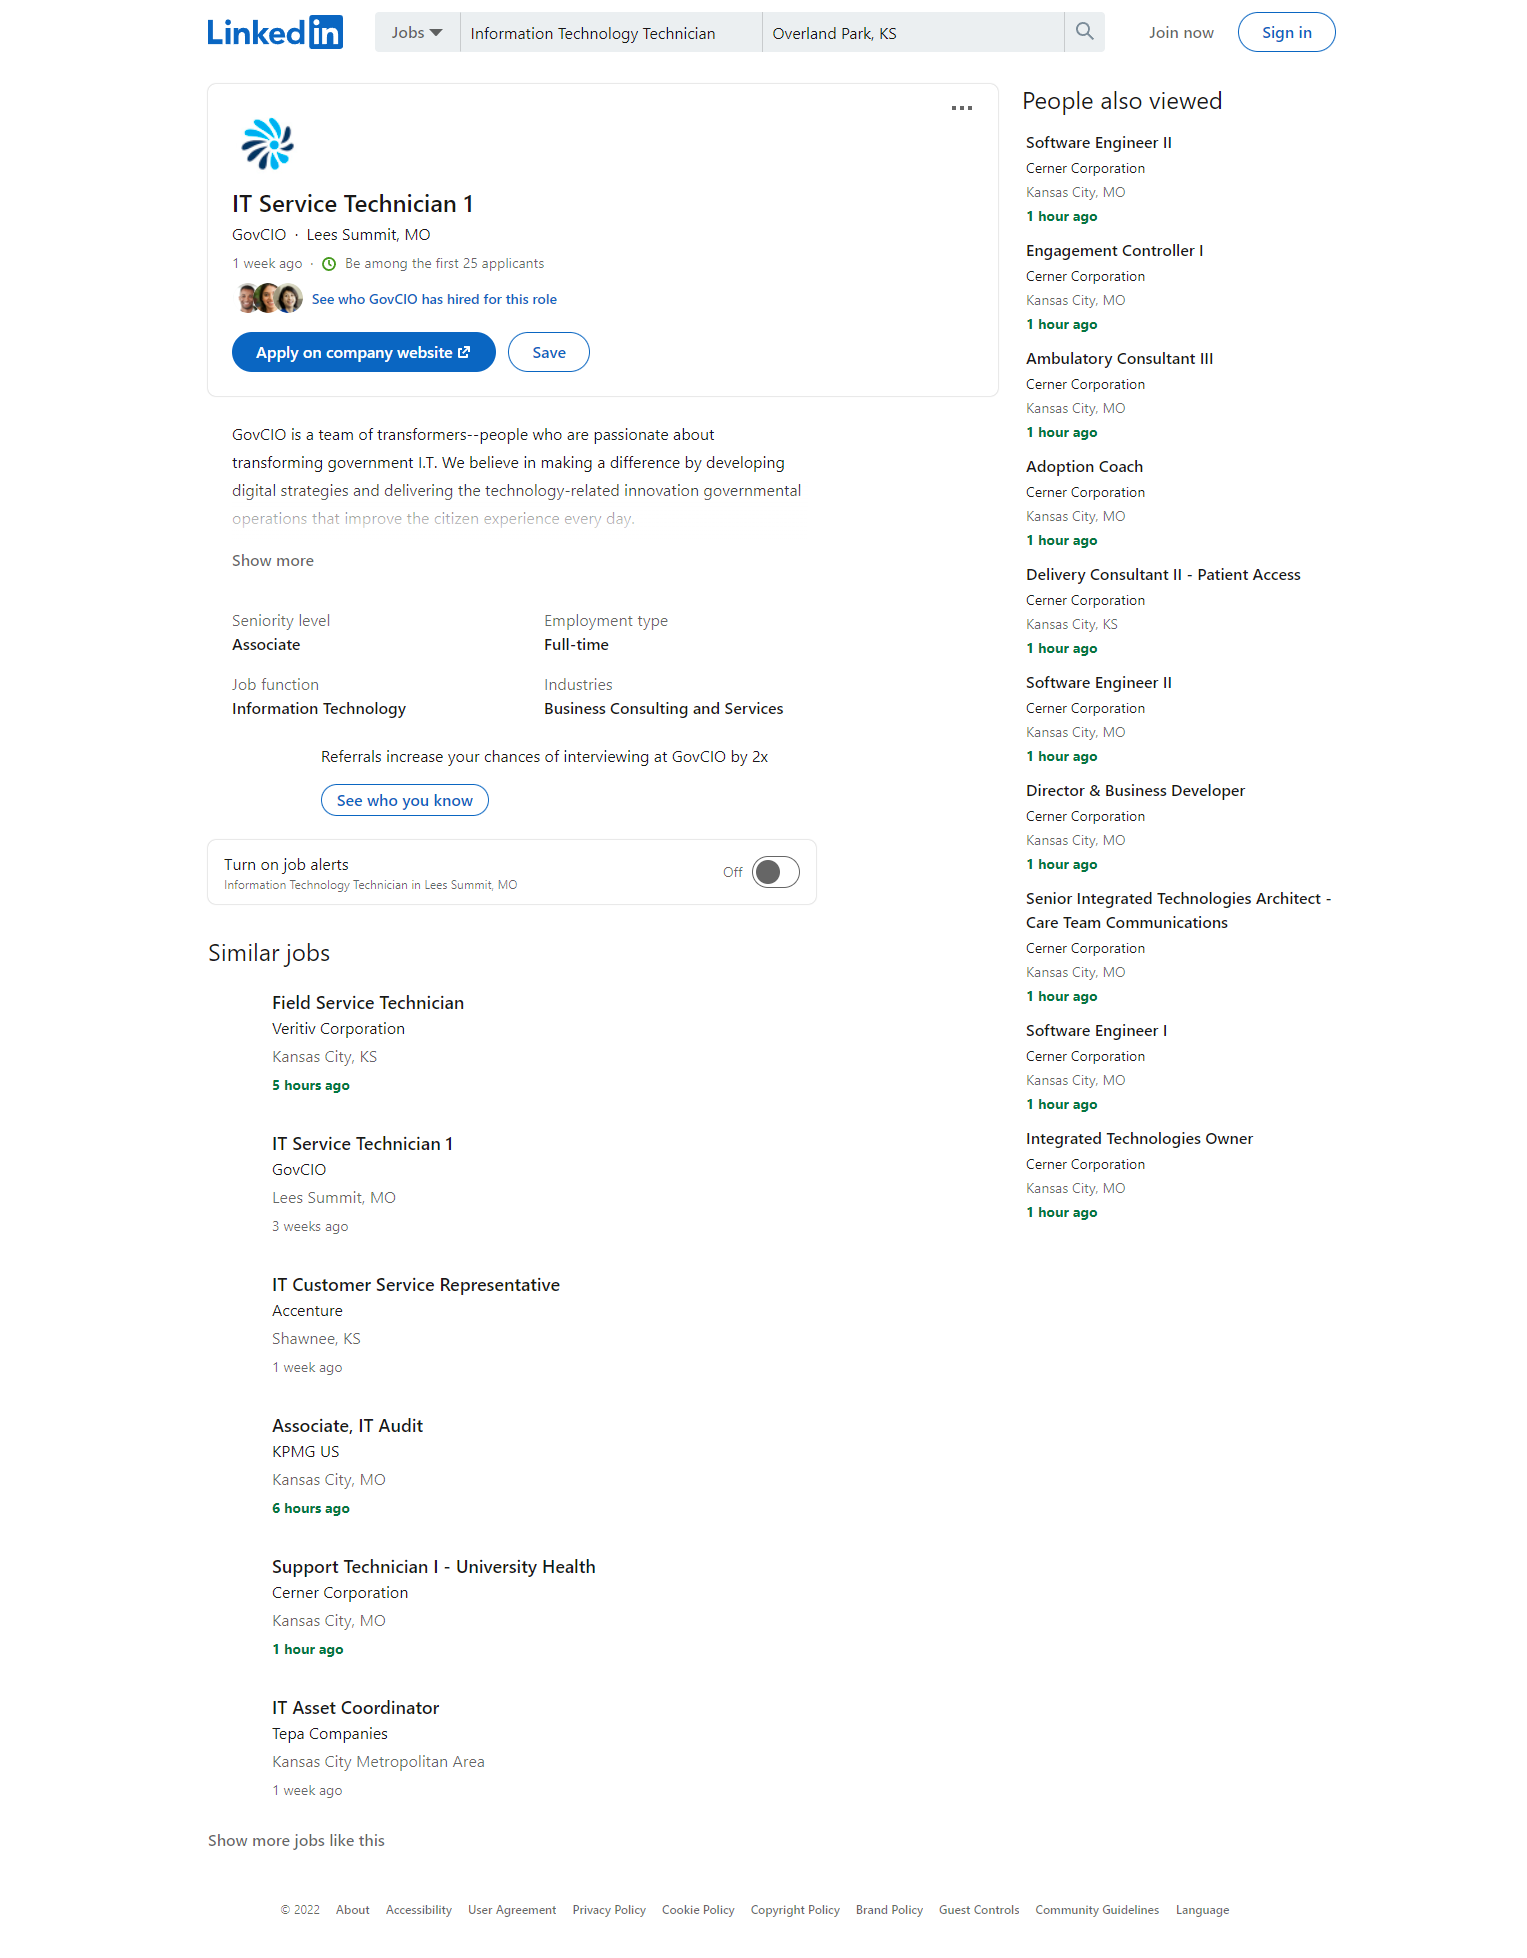 Linked in
Jobs
Information Technology Technician
Overland Park, KS
Join now
Sign in
IT Service Technician 1
GovCIO · Lees Summit, MO
1 week ago · Be among the first 25 applicants
See who GovCIO has hired for this role
Apply on company website
Save
GovCIO is a team of transformers--people who are passionate about
transforming government I.T. We believe in making a difference by developing
digital strategies and delivering the technology-related innovation governmental
operations that improve the citizen experience every day.
Show more
Seniority level
Associate
Employment type
Full-time
Job function
Information Technology
Industries
Business Consulting and Services
Referrals increase your chances of interviewing at GovCIO by 2x
See who you know
Turn on job alerts
Information Technology Technician in Lees Summit, MO
Off
Similar jobs
Field Service Technician
Veritiv Corporation
Kansas City, KS
5 hours ago
IT Service Technician 1
GovCIO
Lees Summit, MO
3 weeks ago
IT Customer Service Representative
Accenture
Shawnee, KS
1 week ago
Associate, IT Audit
KPMG US
Kansas City, MO
6 hours ago
Support Technician I - University Health
Cerner Corporation
Kansas City, MO
1 hour ago
IT Asset Coordinator
Tepa Companies
Kansas City Metropolitan Area
1 week ago
Show more jobs like this
People also viewed
Software Engineer II
Cerner Corporation
Kansas City, MO
1 hour ago
Engagement Controller I
Cerner Corporation
Kansas City, MO
1 hour ago
Ambulatory Consultant III
Cerner Corporation
Kansas City, MO
1 hour ago
Adoption Coach
Cerner Corporation
Kansas City, MO
1 hour ago
Delivery Consultant II - Patient Access
Cerner Corporation
Kansas City, KS
1 hour ago
Software Engineer II
Cerner Corporation
Kansas City, MO
1 hour ago
Director & Business Developer
Cerner Corporation
Kansas City, MO
1 hour ago
Senior Integrated Technologies Architect -
Care Team Communications
Cerner Corporation
Kansas City, MO
1 hour ago
Software Engineer I
Cerner Corporation
Kansas City, MO
1 hour ago
Integrated Technologies Owner
Cerner Corporation
Kansas City, MO
1 hour ago
© 2022 About Accessibility User Agreement Privacy Policy Cookie Policy Copyright Policy Brand Policy Guest Controls Community Guidelines Language